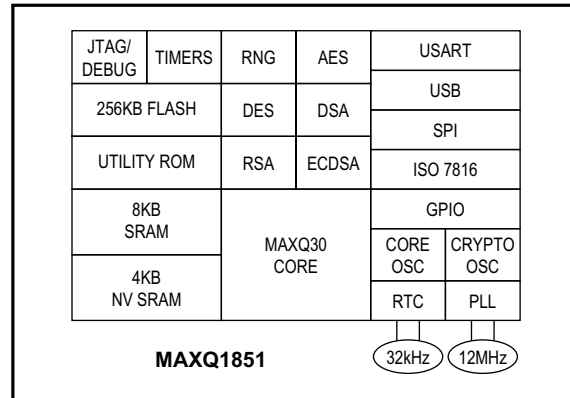 JTAG/
DEBUG
TIMERS
RNG
AES
USART
USB
256KB FLASH
DES
DSA
SPI
UTILITY ROM
RSA
ECDSA
ISO 7816
8KB
SRAM
MAXQ30
CORE
GPIO
CORE
OSC
CRYPTO
OSC
4KB
NV SRAM
RTC
PLL
MAXQ1851
32kHz
12MHz